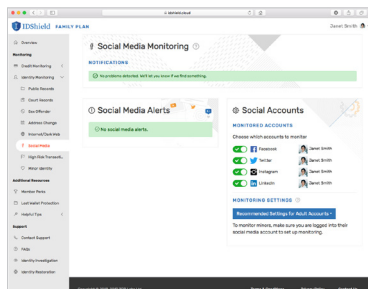 IDShield FAMILY PLAN
Janet Smith
Overview
Monitoring
Credit Monitoring
Identity Monitoring
Public Records
Court Records
Sex Offender
Address Change
Internet/Dark Web
Social Media
High Risk Transacti...
Minor Identity
Additional Resources
Member Perks
Lost Wallet Protection
Helpful Tips
Support
Contact Support
FAQs
Identity Investigation
Identity Restoration
Social Media Monitoring
NOTIFICATIONS
No problems detected. We'll let you know if we find something.
Social Media Alerts
No social media alerts.
Social Accounts
MONITORED ACCOUNTS
Choose which accounts to monitor
Facebook Janet Smith
Twitter Janet Smith
Instagram Janet Smith
LinkedIn Janet Smith
MONITORING SETTINGS
Recommended Settings for Adult Accounts
To monitor minors, make sure you are logged into their
social media account to set up monitoring.
Terms & Conditions Privacy Policy Contact Us